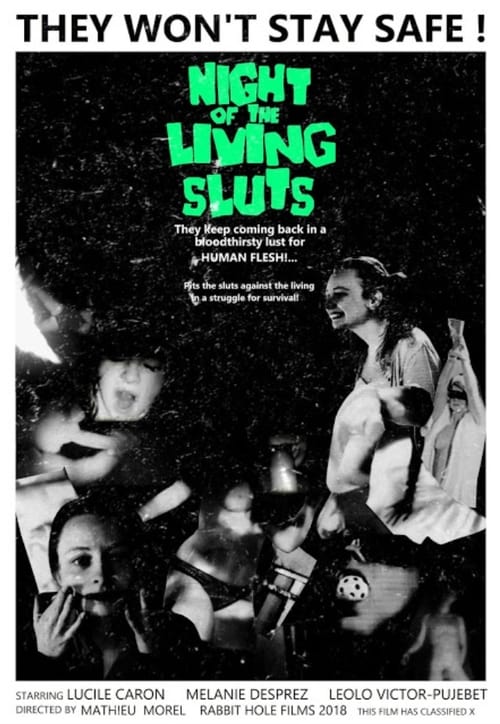 THEY WON'T STAY SAFE !
NIGHT
OF THE
LIVING
SLUTS
They keep coming back in a
bloodthirsty lust for
HUMAN FLESH!...
Pits the sluts against the living
in a struggle for survival!
STARRING LUCILE CARON MELANIE DESPREZ LEOLO VICTOR-PUJEBET
DIRECTED BY MATHIEU MOREL RABBIT HOLE FILMS 2018 THIS FILM HAS CLASSIFIED X